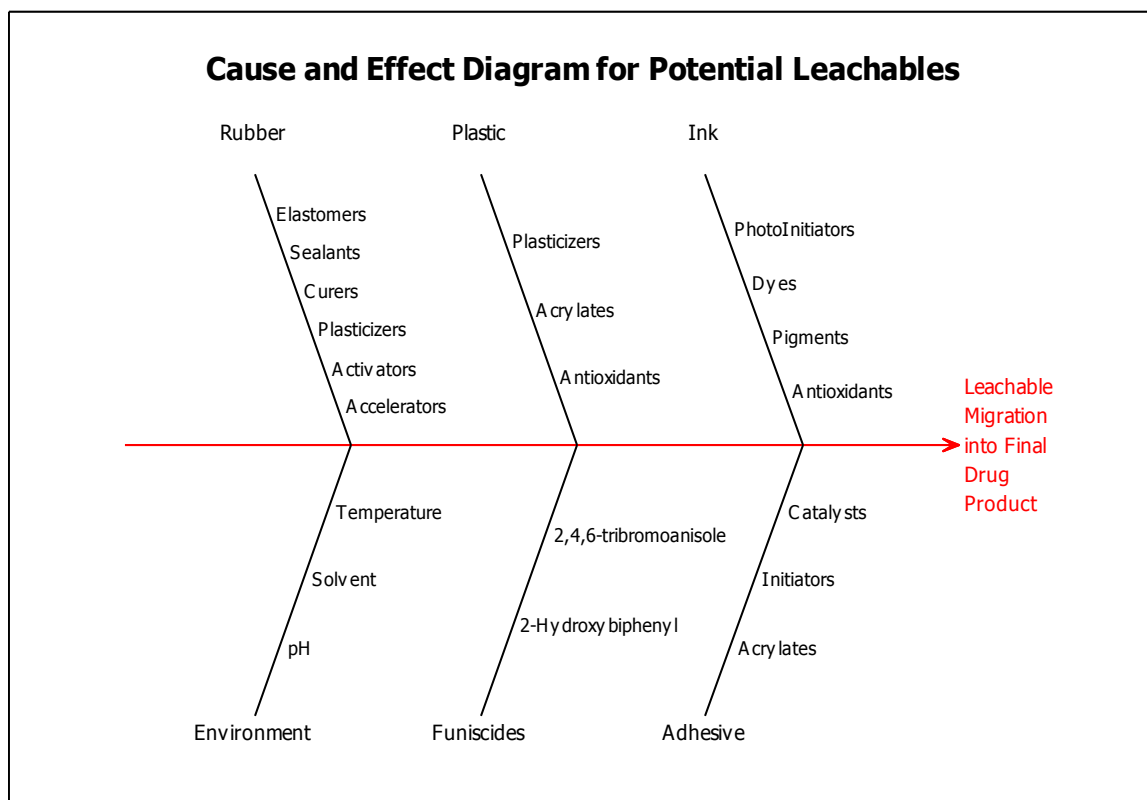 Cause and Effect Diagram for Potential Leachables
Rubber
Plastic
Ink
Elastomers
Sealants
Curers
Plasticizers
Activators
Accelerators
Plasticizers
Acrylates
Antioxidants
PhotoInitiators
Dyes
Pigments
Antioxidants
Leachable
Migration
into Final
Drug
Product
Temperature
Solvent
pH
2,4,6-tribromoanisole
2-Hydroxybiphenyl
Catalysts
Initiators
Acrylates
Environment
Funiscides
Adhesive